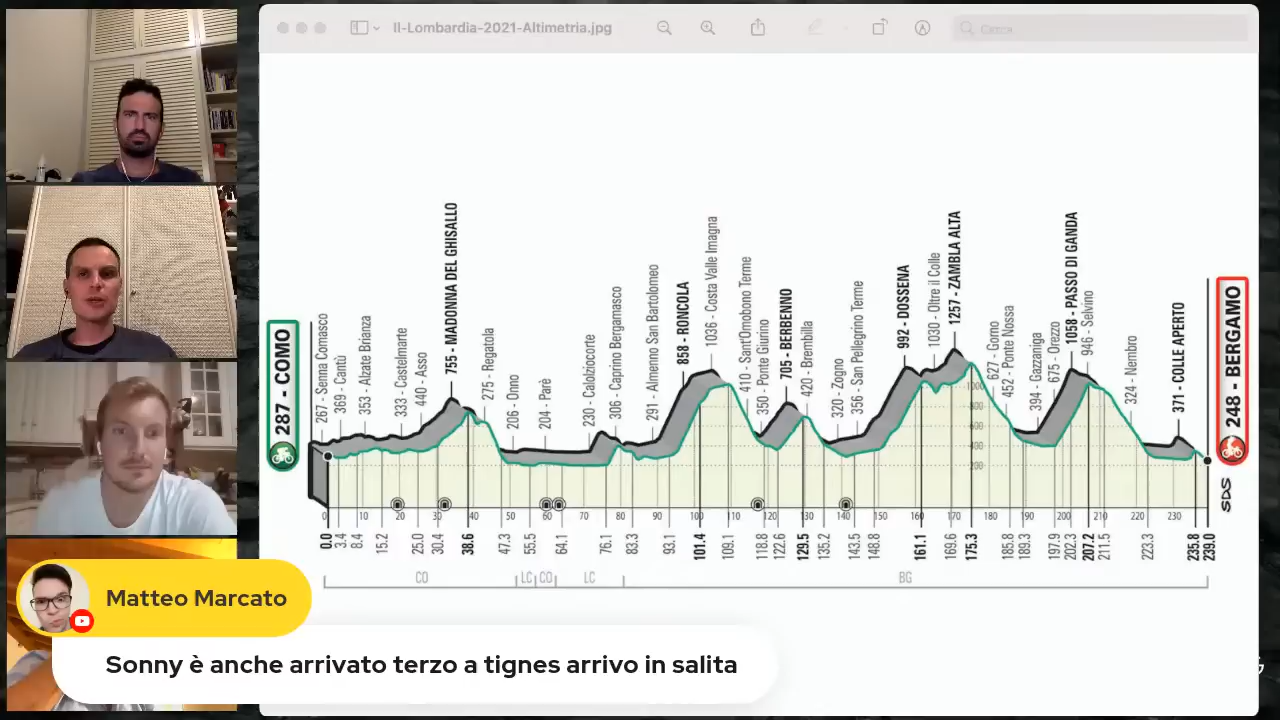 Il-Lombardia-2021-Altimetria.jpg
Cerca
287 - COMO
267 - Senna Comasco
369 - Cantù
353 - Alzate Brianza
333 - Castelmarte
440 - Asso
755 - MADONNA DEL GHISALLO
275 - Regatola
206 - Onno
204 - Parè
230 - Calolziocorte
306 - Caprino Bergamasco
291 - Almenno San Bartolomeo
858 - RONCOLA
1036 - Costa Valle Imagna
410 - Sant'Omobono Terme
350 - Ponte Giurino
705 - BERBENNO
420 - Brembilla
320 - Zogno
356 - San Pellegrino Terme
992 - DOSSENA
1030 - Oltre il Colle
1257 - ZAMBLA ALTA
627 - Gorno
452 - Ponte Nossa
394 - Gazzaniga
675 - Orezzo
1058 - PASSO DI GANDA
946 - Selvino
324 - Nembro
371 - COLLE APERTO
248 - BERGAMO
1000
800
600
400
200
SDS
0 10 20 30 40 50 60 70 80 90 100 110 120 130 140 150 160 170 180 190 200 210 220 230
0.0 3.4 8.4 15.2 25.0 30.4 38.6 47.3 55.5 64.1 76.1 83.3 93.1 101.4 109.1 118.8 122.6 129.5 135.2 143.5 148.8 161.1 169.6 175.3 185.8 189.3 197.9 202.3 207.2 211.5 223.3 235.8 239.0
CO LC CO LC BG
Matteo Marcato
Sonny è anche arrivato terzo a tignes arrivo in salita